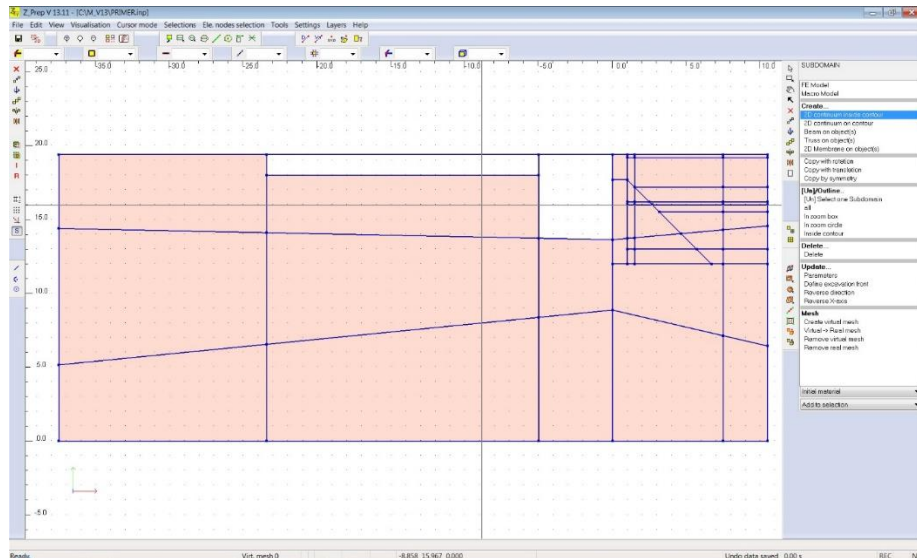 Z_Prep V 13.11 - [C:\M_V13\PRIMER.inp]
File Edit View Visualisation Cursor mode Selections Ele. nodes selection Tools Settings Layers Help
-35.0 -30.0 -25.0 -20.0 -15.0 -10.0 -5.0 0.0 5.0 10.0
25.0
20.0
15.0
10.0
5.0
0.0
-5.0
SUBDOMAIN
FE Model
Macro Model
Create...
2D continuum inside contour
2D continuum on contour
Beam on object(s)
Truss on object(s)
2D Membrane on object(s)
Copy with rotation
Copy with translation
Copy by symmetry
[Un]/Outline..
[Un] Select one Subdomain
all
In zoom box
In zoom circle
Inside contour
Delete...
Delete
Update...
Parameters
Define excavation front
Reverse direction
Reverse X-axis
Mesh
Create virtual mesh
Virtual -> Real mesh
Remove virtual mesh
Remove real mesh
Initial material
Add to selection
Ready Virt. mesh 0 -8.858 15.967 0.000 Undo data saved 0.00 s REC